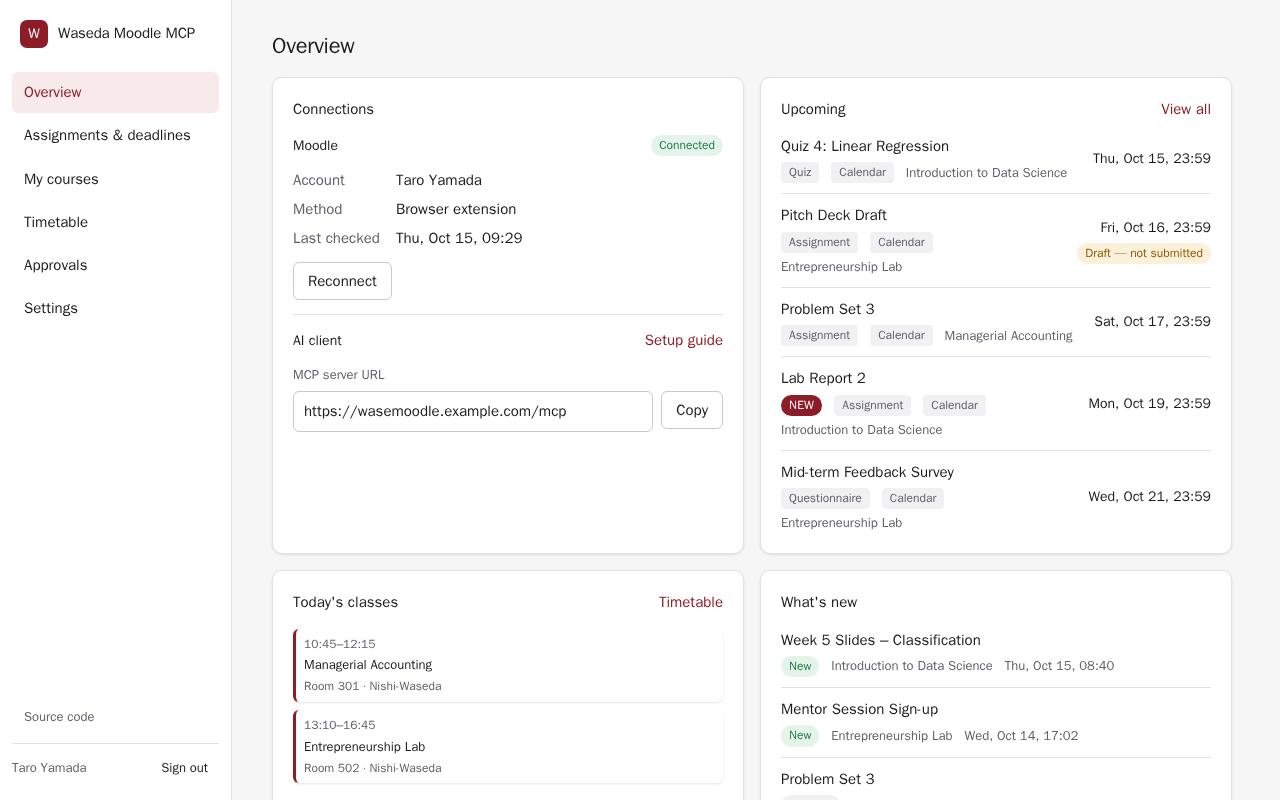 W Waseda Moodle MCP
Overview
Assignments & deadlines
My courses
Timetable
Approvals
Settings
Source code
Taro Yamada Sign out
Overview
Connections
Moodle Connected
Account Taro Yamada
Method Browser extension
Last checked Thu, Oct 15, 09:29
Reconnect
AI client Setup guide
MCP server URL
https://wasemoodle.example.com/mcp Copy
Upcoming View all
Quiz 4: Linear Regression
Thu, Oct 15, 23:59
Quiz Calendar Introduction to Data Science
Pitch Deck Draft
Fri, Oct 16, 23:59
Assignment Calendar
Draft — not submitted
Entrepreneurship Lab
Problem Set 3
Sat, Oct 17, 23:59
Assignment Calendar Managerial Accounting
Lab Report 2
NEW Assignment Calendar
Mon, Oct 19, 23:59
Introduction to Data Science
Mid-term Feedback Survey
Questionnaire Calendar
Wed, Oct 21, 23:59
Entrepreneurship Lab
Today's classes Timetable
10:45–12:15
Managerial Accounting
Room 301 · Nishi-Waseda
13:10–16:45
Entrepreneurship Lab
Room 502 · Nishi-Waseda
What's new
Week 5 Slides – Classification
New Introduction to Data Science Thu, Oct 15, 08:40
Mentor Session Sign-up
New Entrepreneurship Lab Wed, Oct 14, 17:02
Problem Set 3